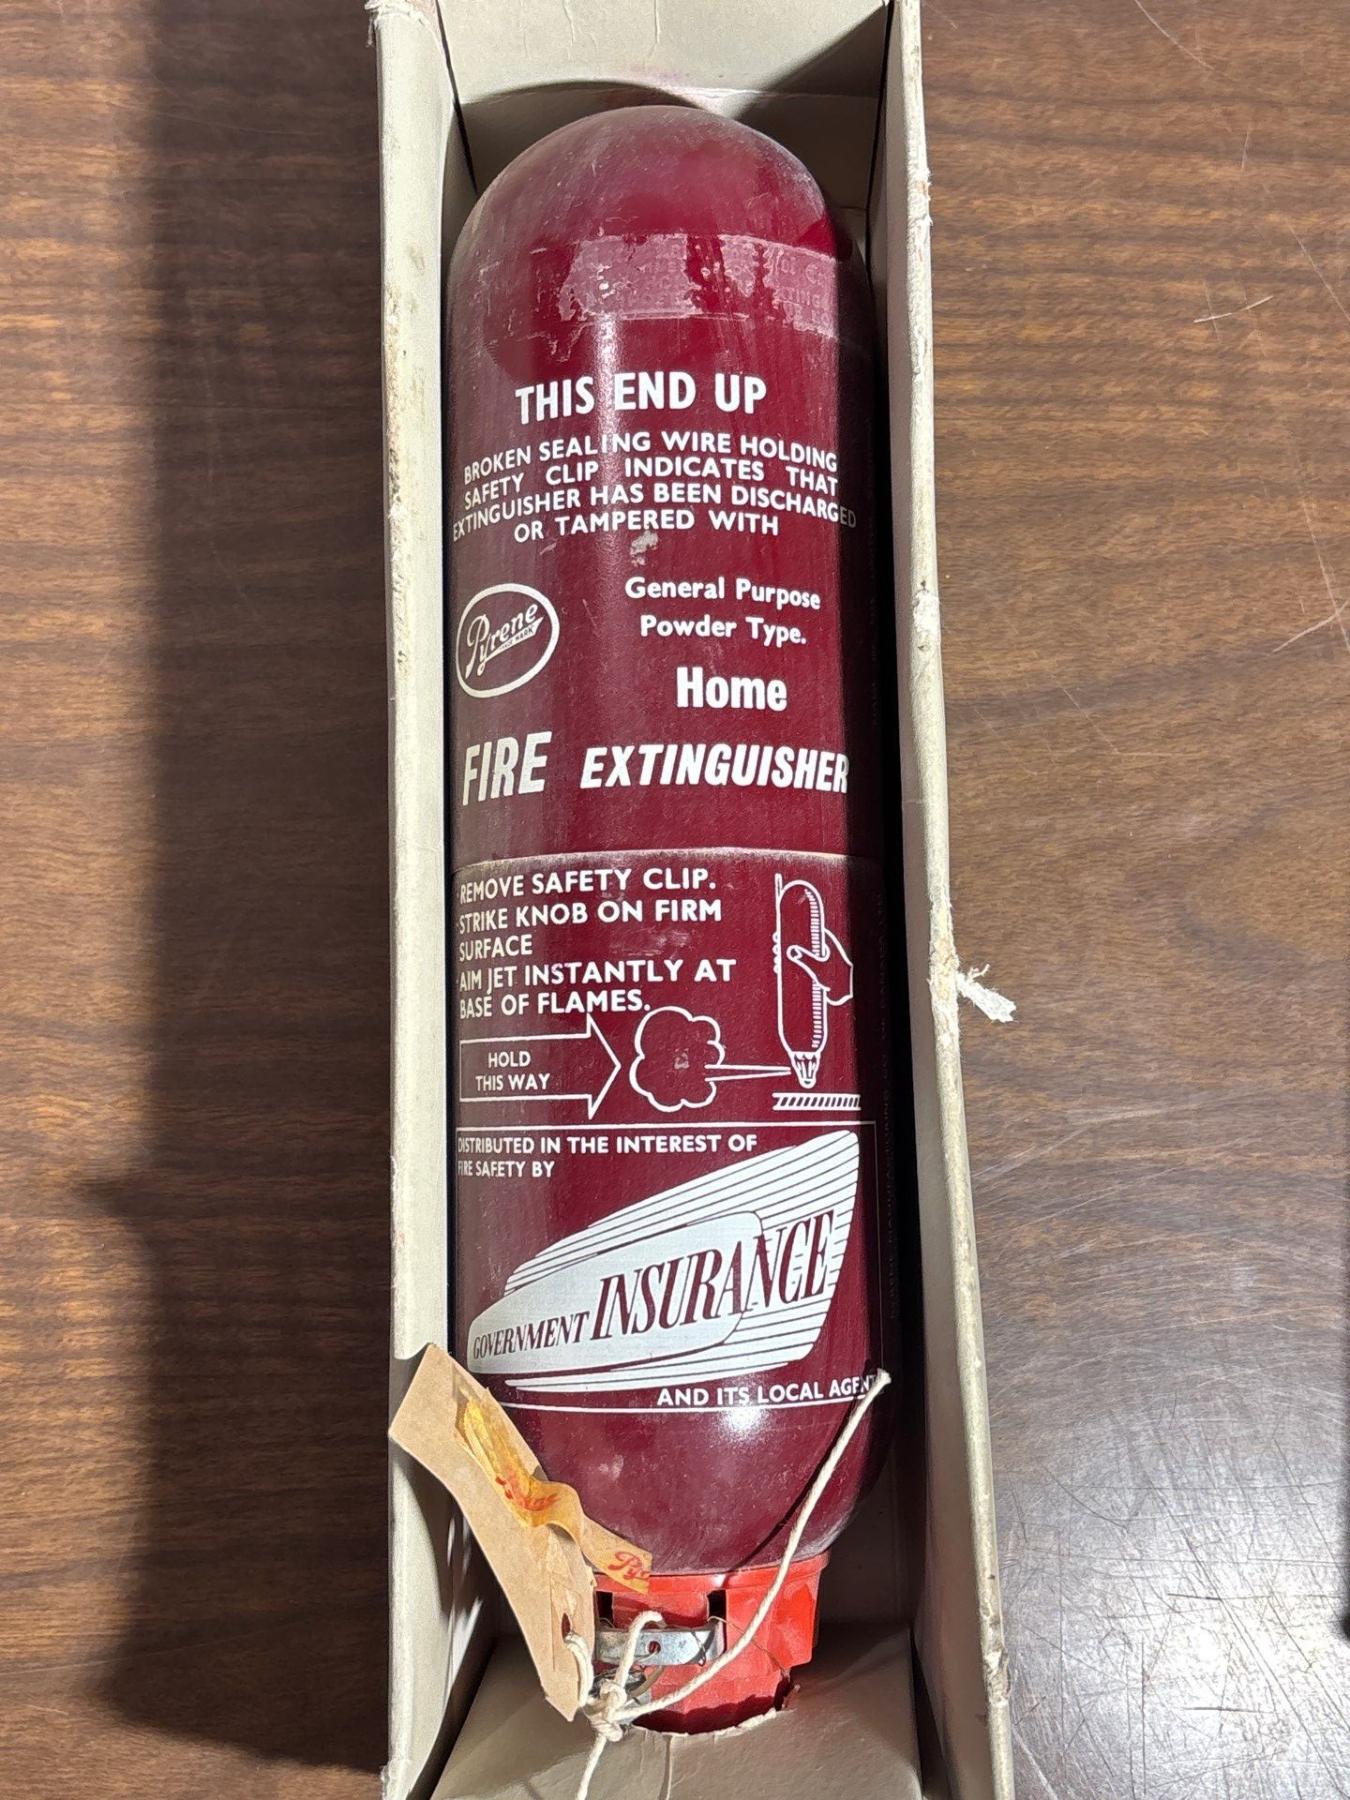 THIS END UP
BROKEN SEALING WIRE HOLDING
SAFETY CLIP INDICATES THAT
EXTINGUISHER HAS BEEN DISCHARGED
OR TAMPERED WITH
Pyrene
TRADE MARK
General Purpose
Powder Type.
Home
FIRE EXTINGUISHER
REMOVE SAFETY CLIP.
STRIKE KNOB ON FIRM
SURFACE
AIM JET INSTANTLY AT
BASE OF FLAMES.
HOLD
THIS WAY
DISTRIBUTED IN THE INTEREST OF
FIRE SAFETY BY
GOVERNMENT INSURANCE
AND ITS LOCAL AGENT